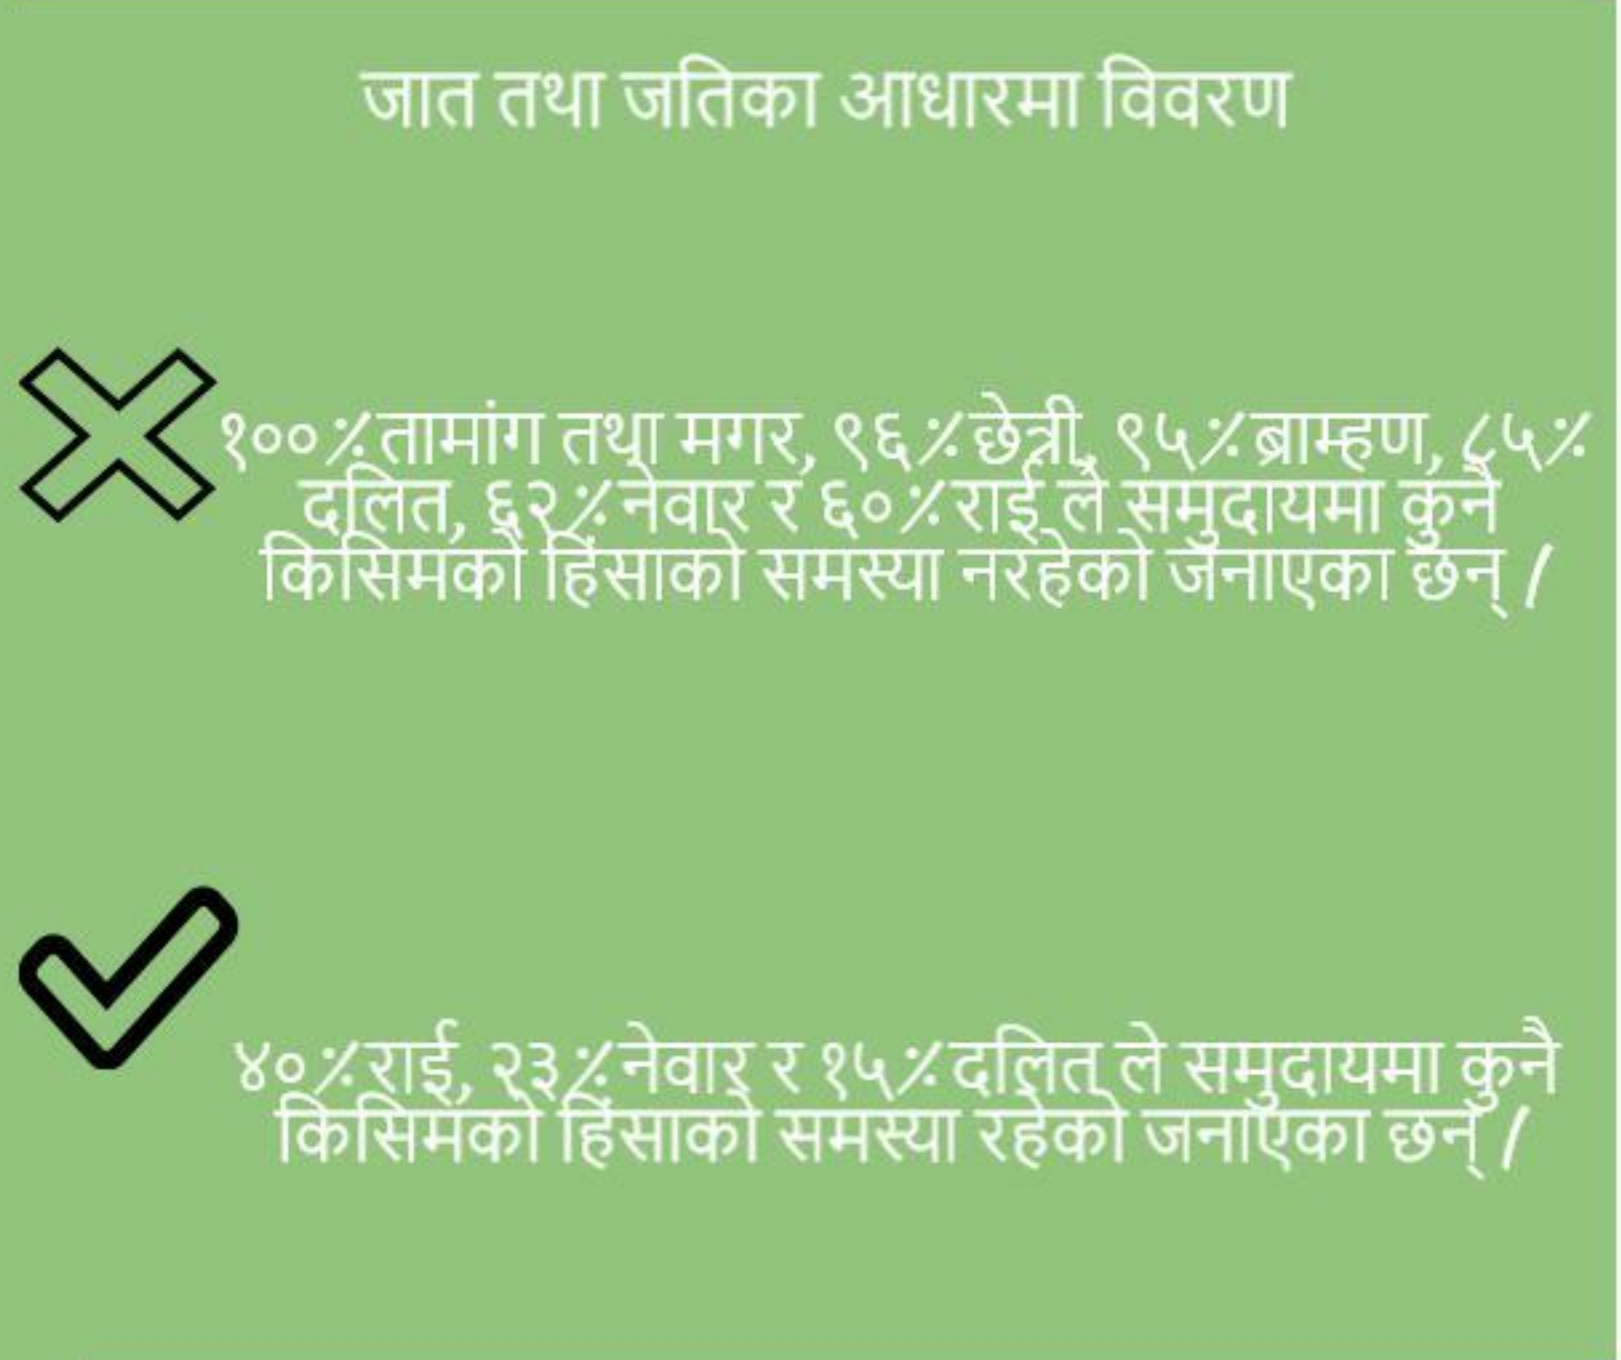 जात तथा जतिका आधारमा विवरण
१००%तामांग तथा मगर, ९६%छेत्री, ९५%ब्राम्हण, ८५%
दलित, ६२%नेवार र ६०%राई ले समुदायमा कुनै
किसिमको हिंसाको समस्या नरहेको जनाएका छन् /
४०%राई, २३%नेवार र १५%दलित ले समुदायमा कुनै
किसिमको हिंसाको समस्या रहेको जनाएका छन् /